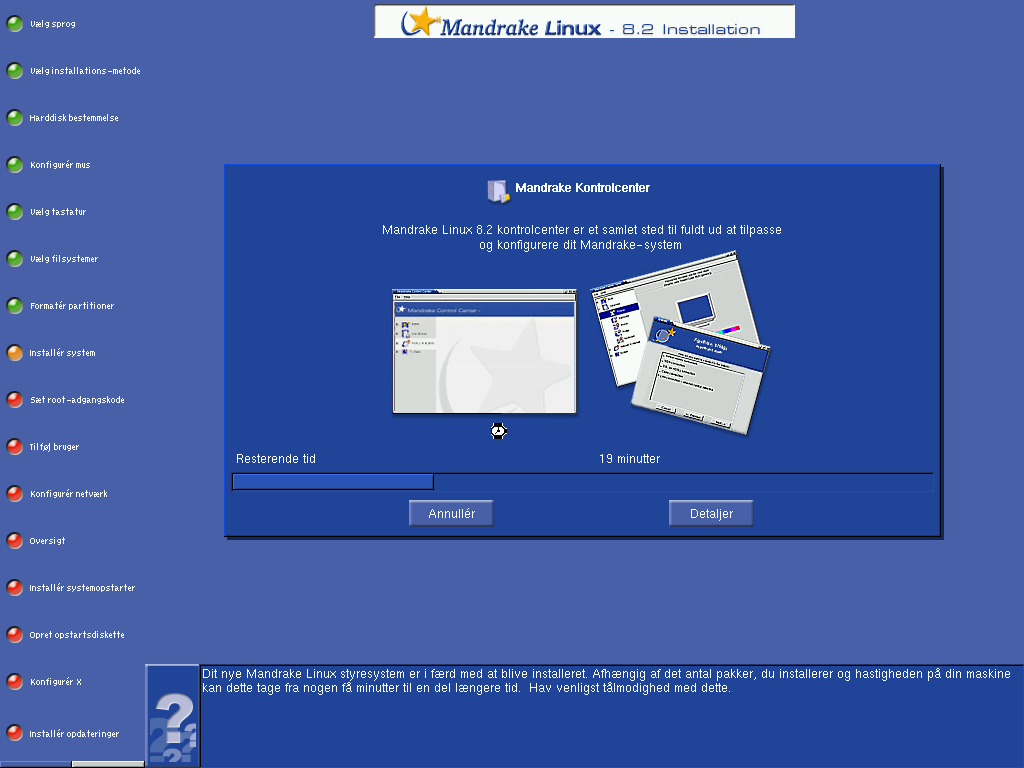 Mandrake Linux - 8.2 Installation
Vælg sprog
Vælg installations-metode
Harddisk bestemmelse
Konfigurér mus
Vælg tastatur
Vælg filsystemer
Formatér partitioner
Installér system
Sæt root-adgangskode
Tilføj bruger
Konfigurér netværk
Oversigt
Installér systemopstarter
Opret opstartsdiskette
Konfigurér X
Installér opdateringer
Mandrake Kontrolcenter
Mandrake Linux 8.2 kontrolcenter er et samlet sted til fuldt ud at tilpasse
og konfigurere dit Mandrake-system
Mandrake Control Center -
Resterende tid
19 minutter
Annullér
Detaljer
Dit nye Mandrake Linux styresystem er i færd med at blive installeret. Afhængig af det antal pakker, du installerer og hastigheden på din maskine
kan dette tage fra nogen få minutter til en del længere tid.  Hav venligst tålmodighed med dette.